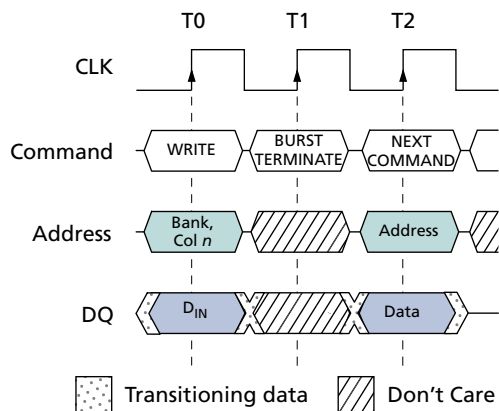 T0 T1 T2
CLK
Command WRITE BURST TERMINATE NEXT COMMAND
Address Bank, Col n Address
DQ DIN Data
Transitioning data Don't Care